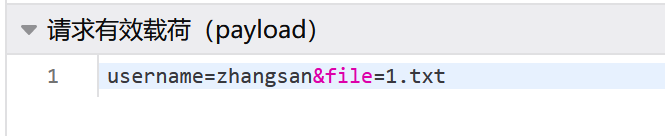 请求有效载荷（payload）
1 username=zhangsan&file=1.txt